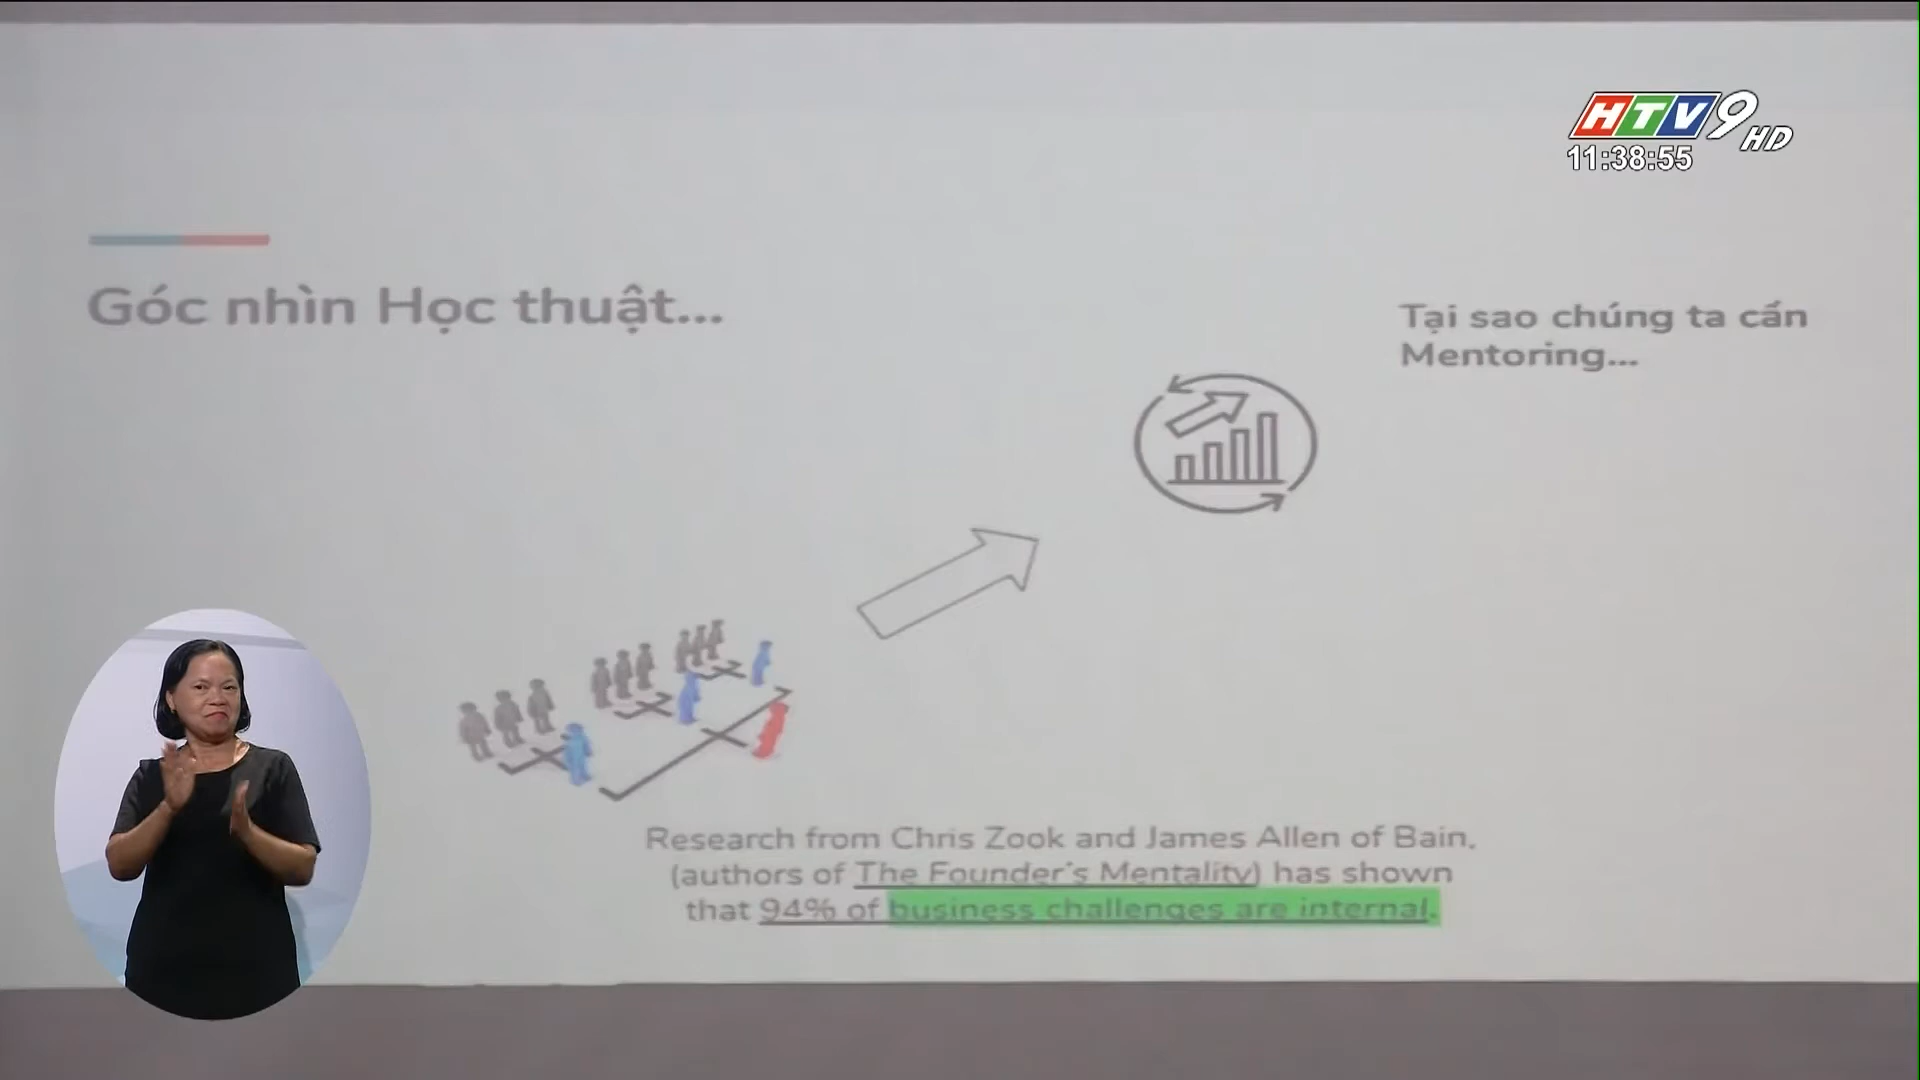 HTV9 HD
11:38:55
Góc nhìn Học thuật...
Tại sao chúng ta cần
Mentoring...
Research from Chris Zook and James Allen of Bain,
(authors of The Founder's Mentality) has shown
that 94% of business challenges are internal.